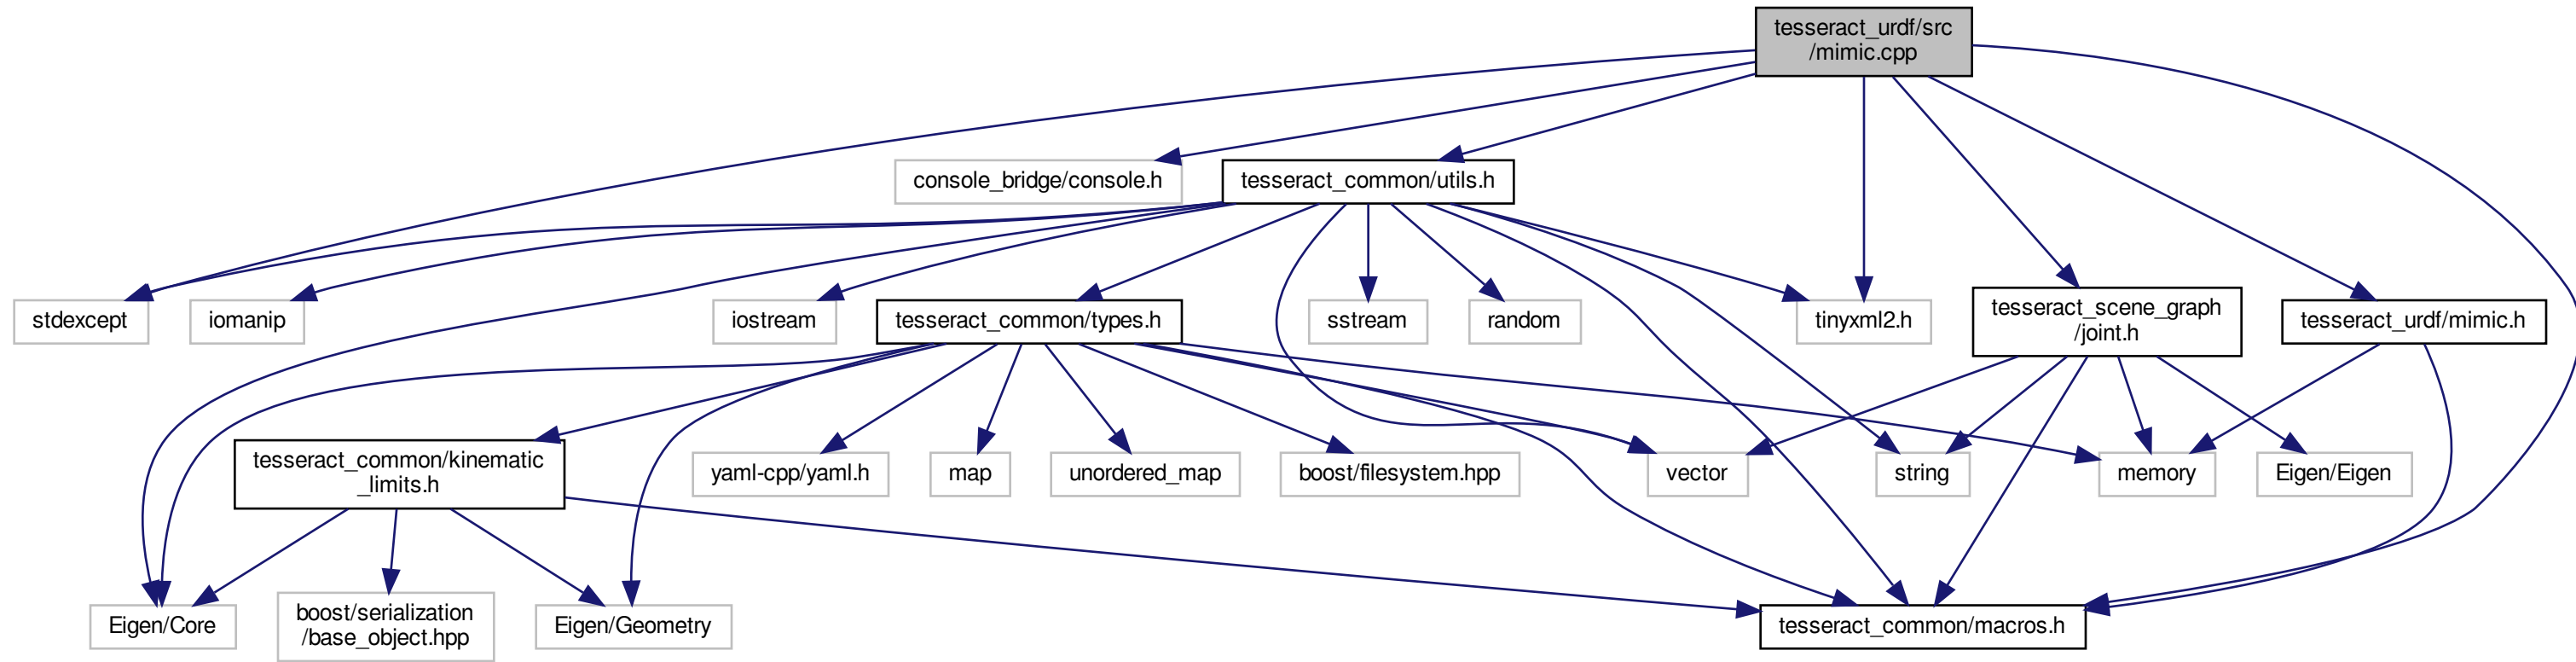 tesseract_urdf/src
/mimic.cpp
console_bridge/console.h
tesseract_common/utils.h
stdexcept
iomanip
iostream
tesseract_common/types.h
sstream
random
tinyxml2.h
tesseract_scene_graph
/joint.h
tesseract_urdf/mimic.h
tesseract_common/kinematic
_limits.h
yaml-cpp/yaml.h
map
unordered_map
boost/filesystem.hpp
vector
string
memory
Eigen/Eigen
Eigen/Core
boost/serialization
/base_object.hpp
Eigen/Geometry
tesseract_common/macros.h